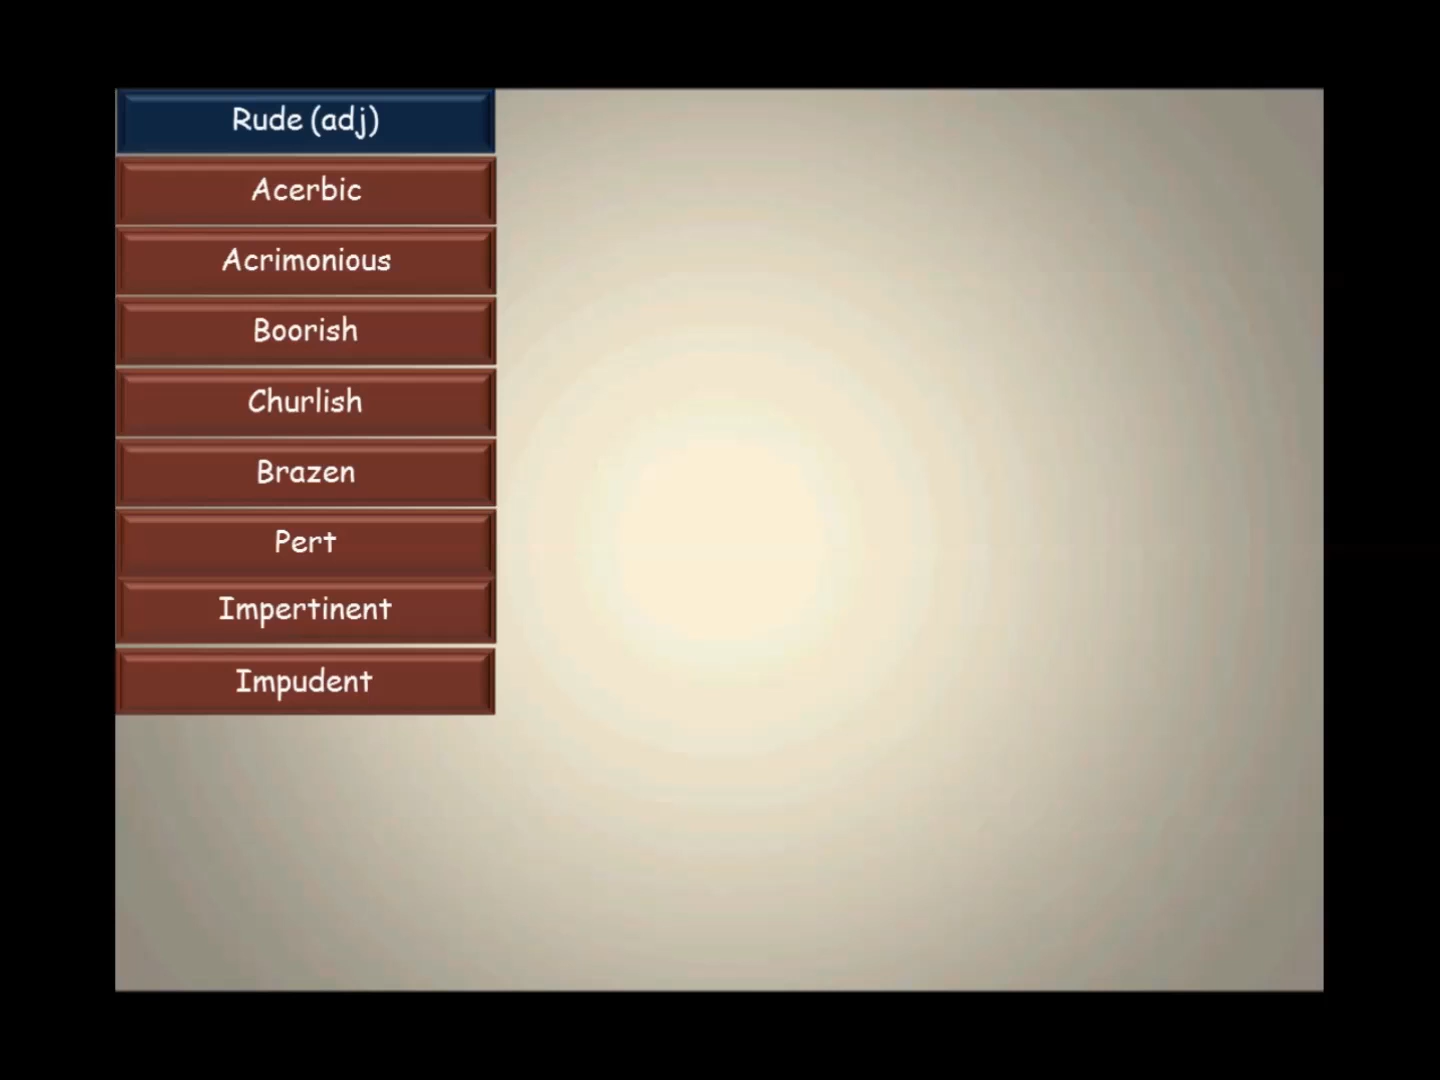 Rude (adj)
Acerbic
Acrimonious
Boorish
Churlish
Brazen
Pert
Impertinent
Impudent